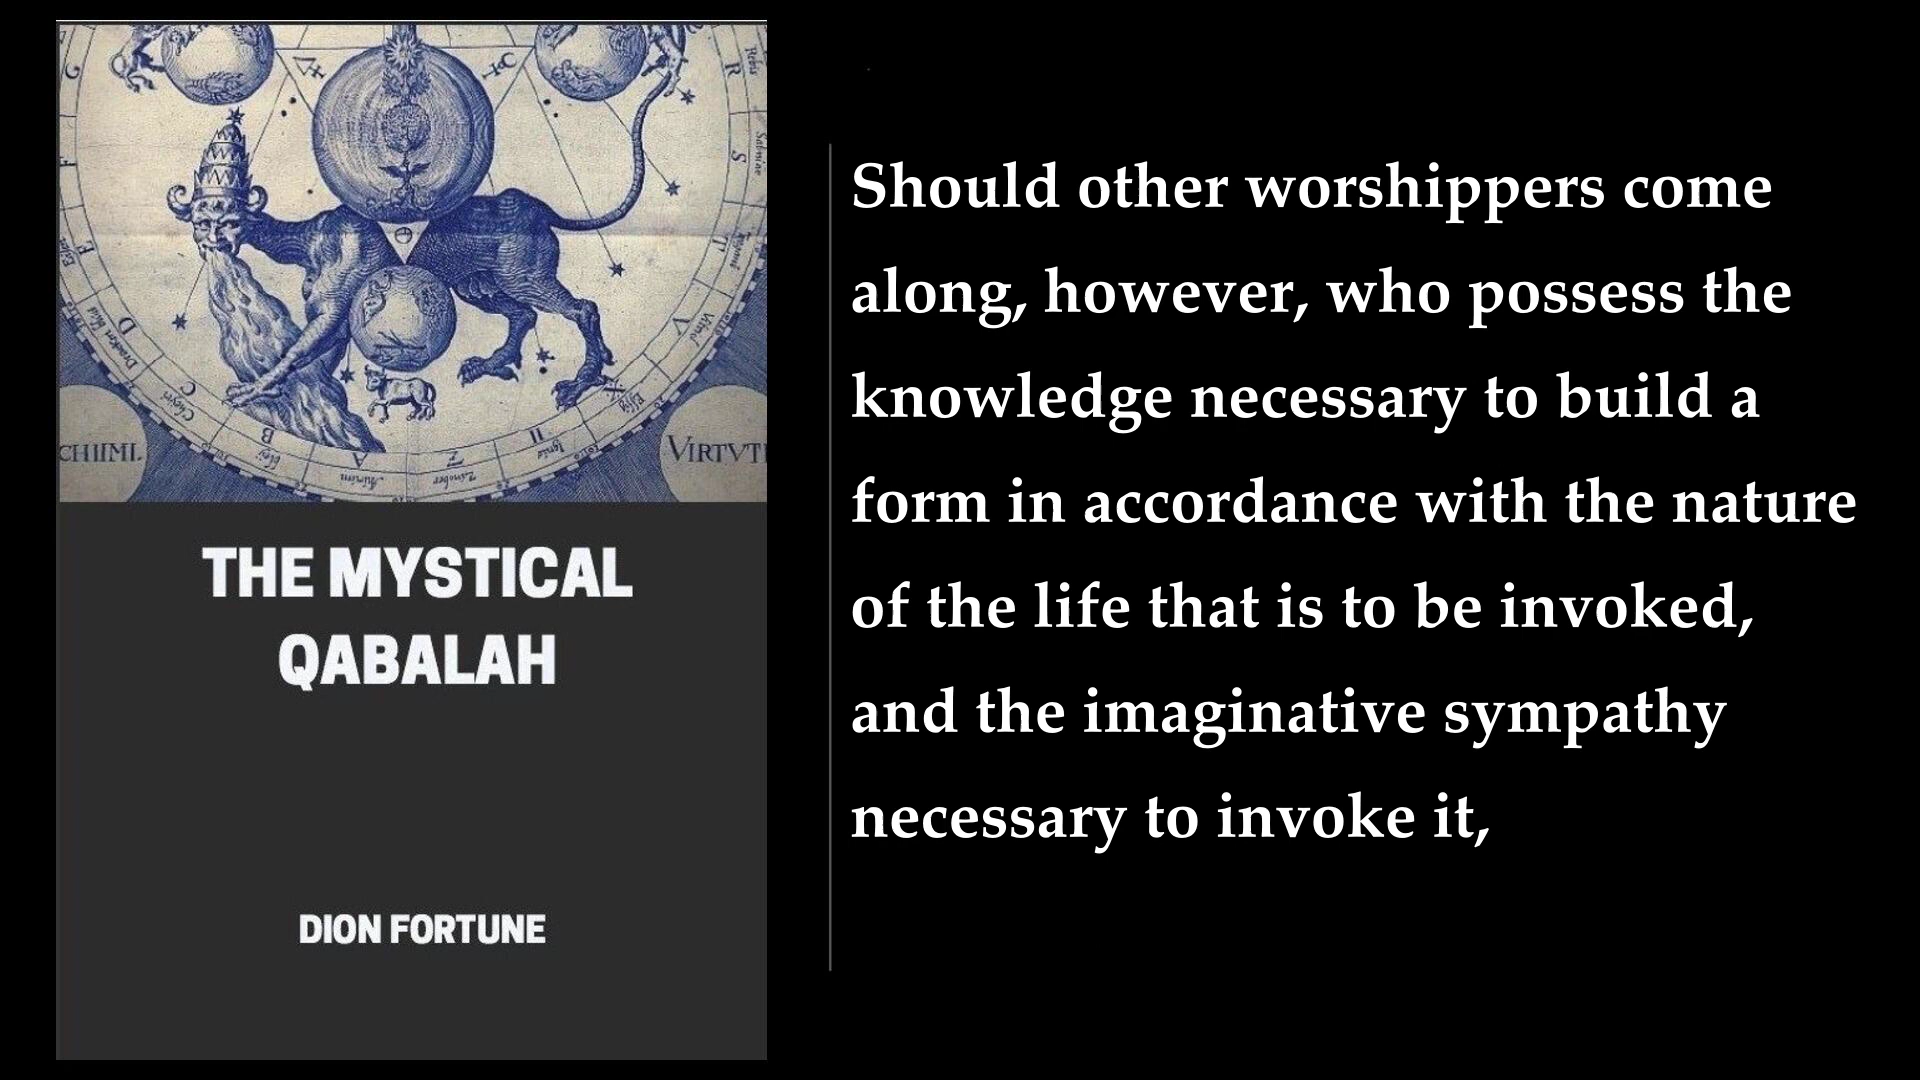 CHIIMI.
VIRTVTI
THE MYSTICAL
QABALAH
DION FORTUNE
Should other worshippers come
along, however, who possess the
knowledge necessary to build a
form in accordance with the nature
of the life that is to be invoked,
and the imaginative sympathy
necessary to invoke it,